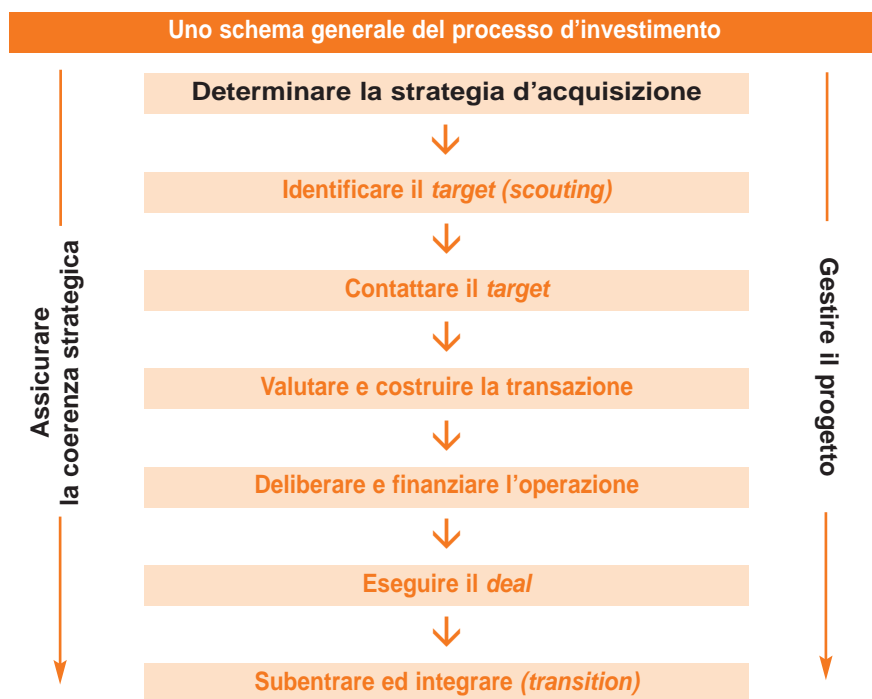 Uno schema generale del processo d’investimento
Determinare la strategia d’acquisizione
Identificare il target (scouting)
Contattare il target
Valutare e costruire la transazione
Deliberare e finanziare l’operazione
Eseguire il deal
Subentrare ed integrare (transition)
Assicurare
la coerenza strategica
Gestire il progetto